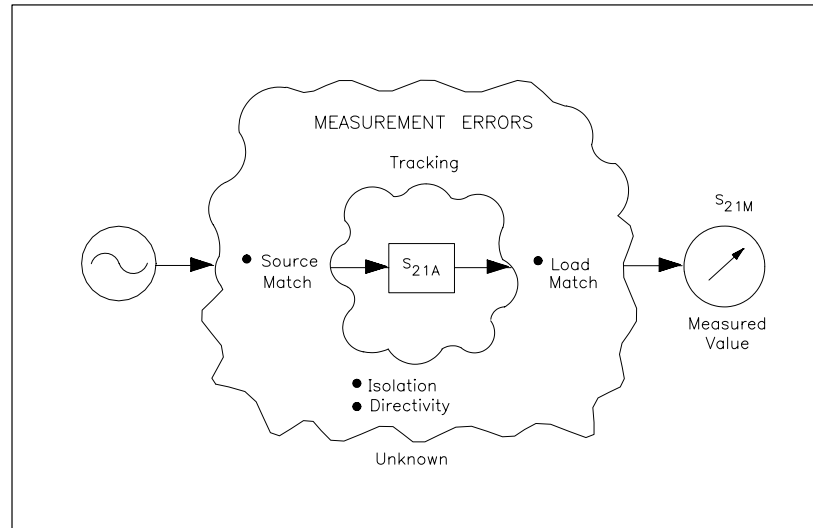 MEASUREMENT ERRORS
Tracking
S21M
Source
Match
S21A
Load
Match
Measured
Value
Isolation
Directivity
Unknown